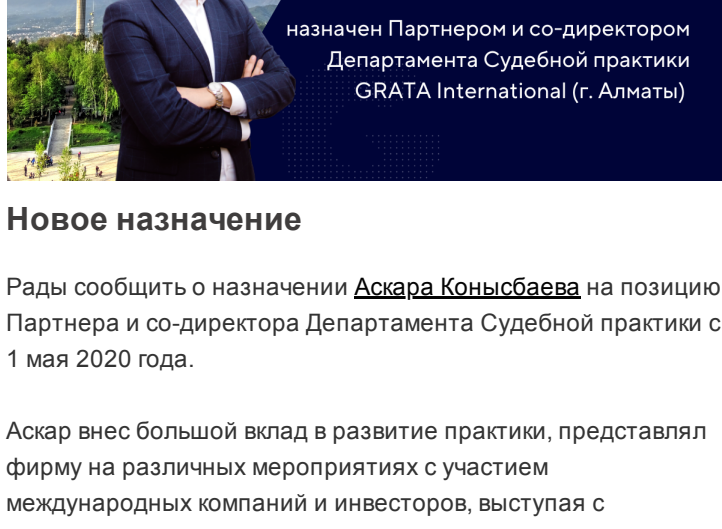 назначен Партнером и со-директором
Департамента Судебной практики
GRATA International (г. Алматы)
Новое назначение
Рады сообщить о назначении Аскара Конысбаева на позицию
Партнера и со-директора Департамента Судебной практики с
1 мая 2020 года.
Аскар внес большой вклад в развитие практики, представлял
фирму на различных мероприятиях с участием
международных компаний и инвесторов, выступая с